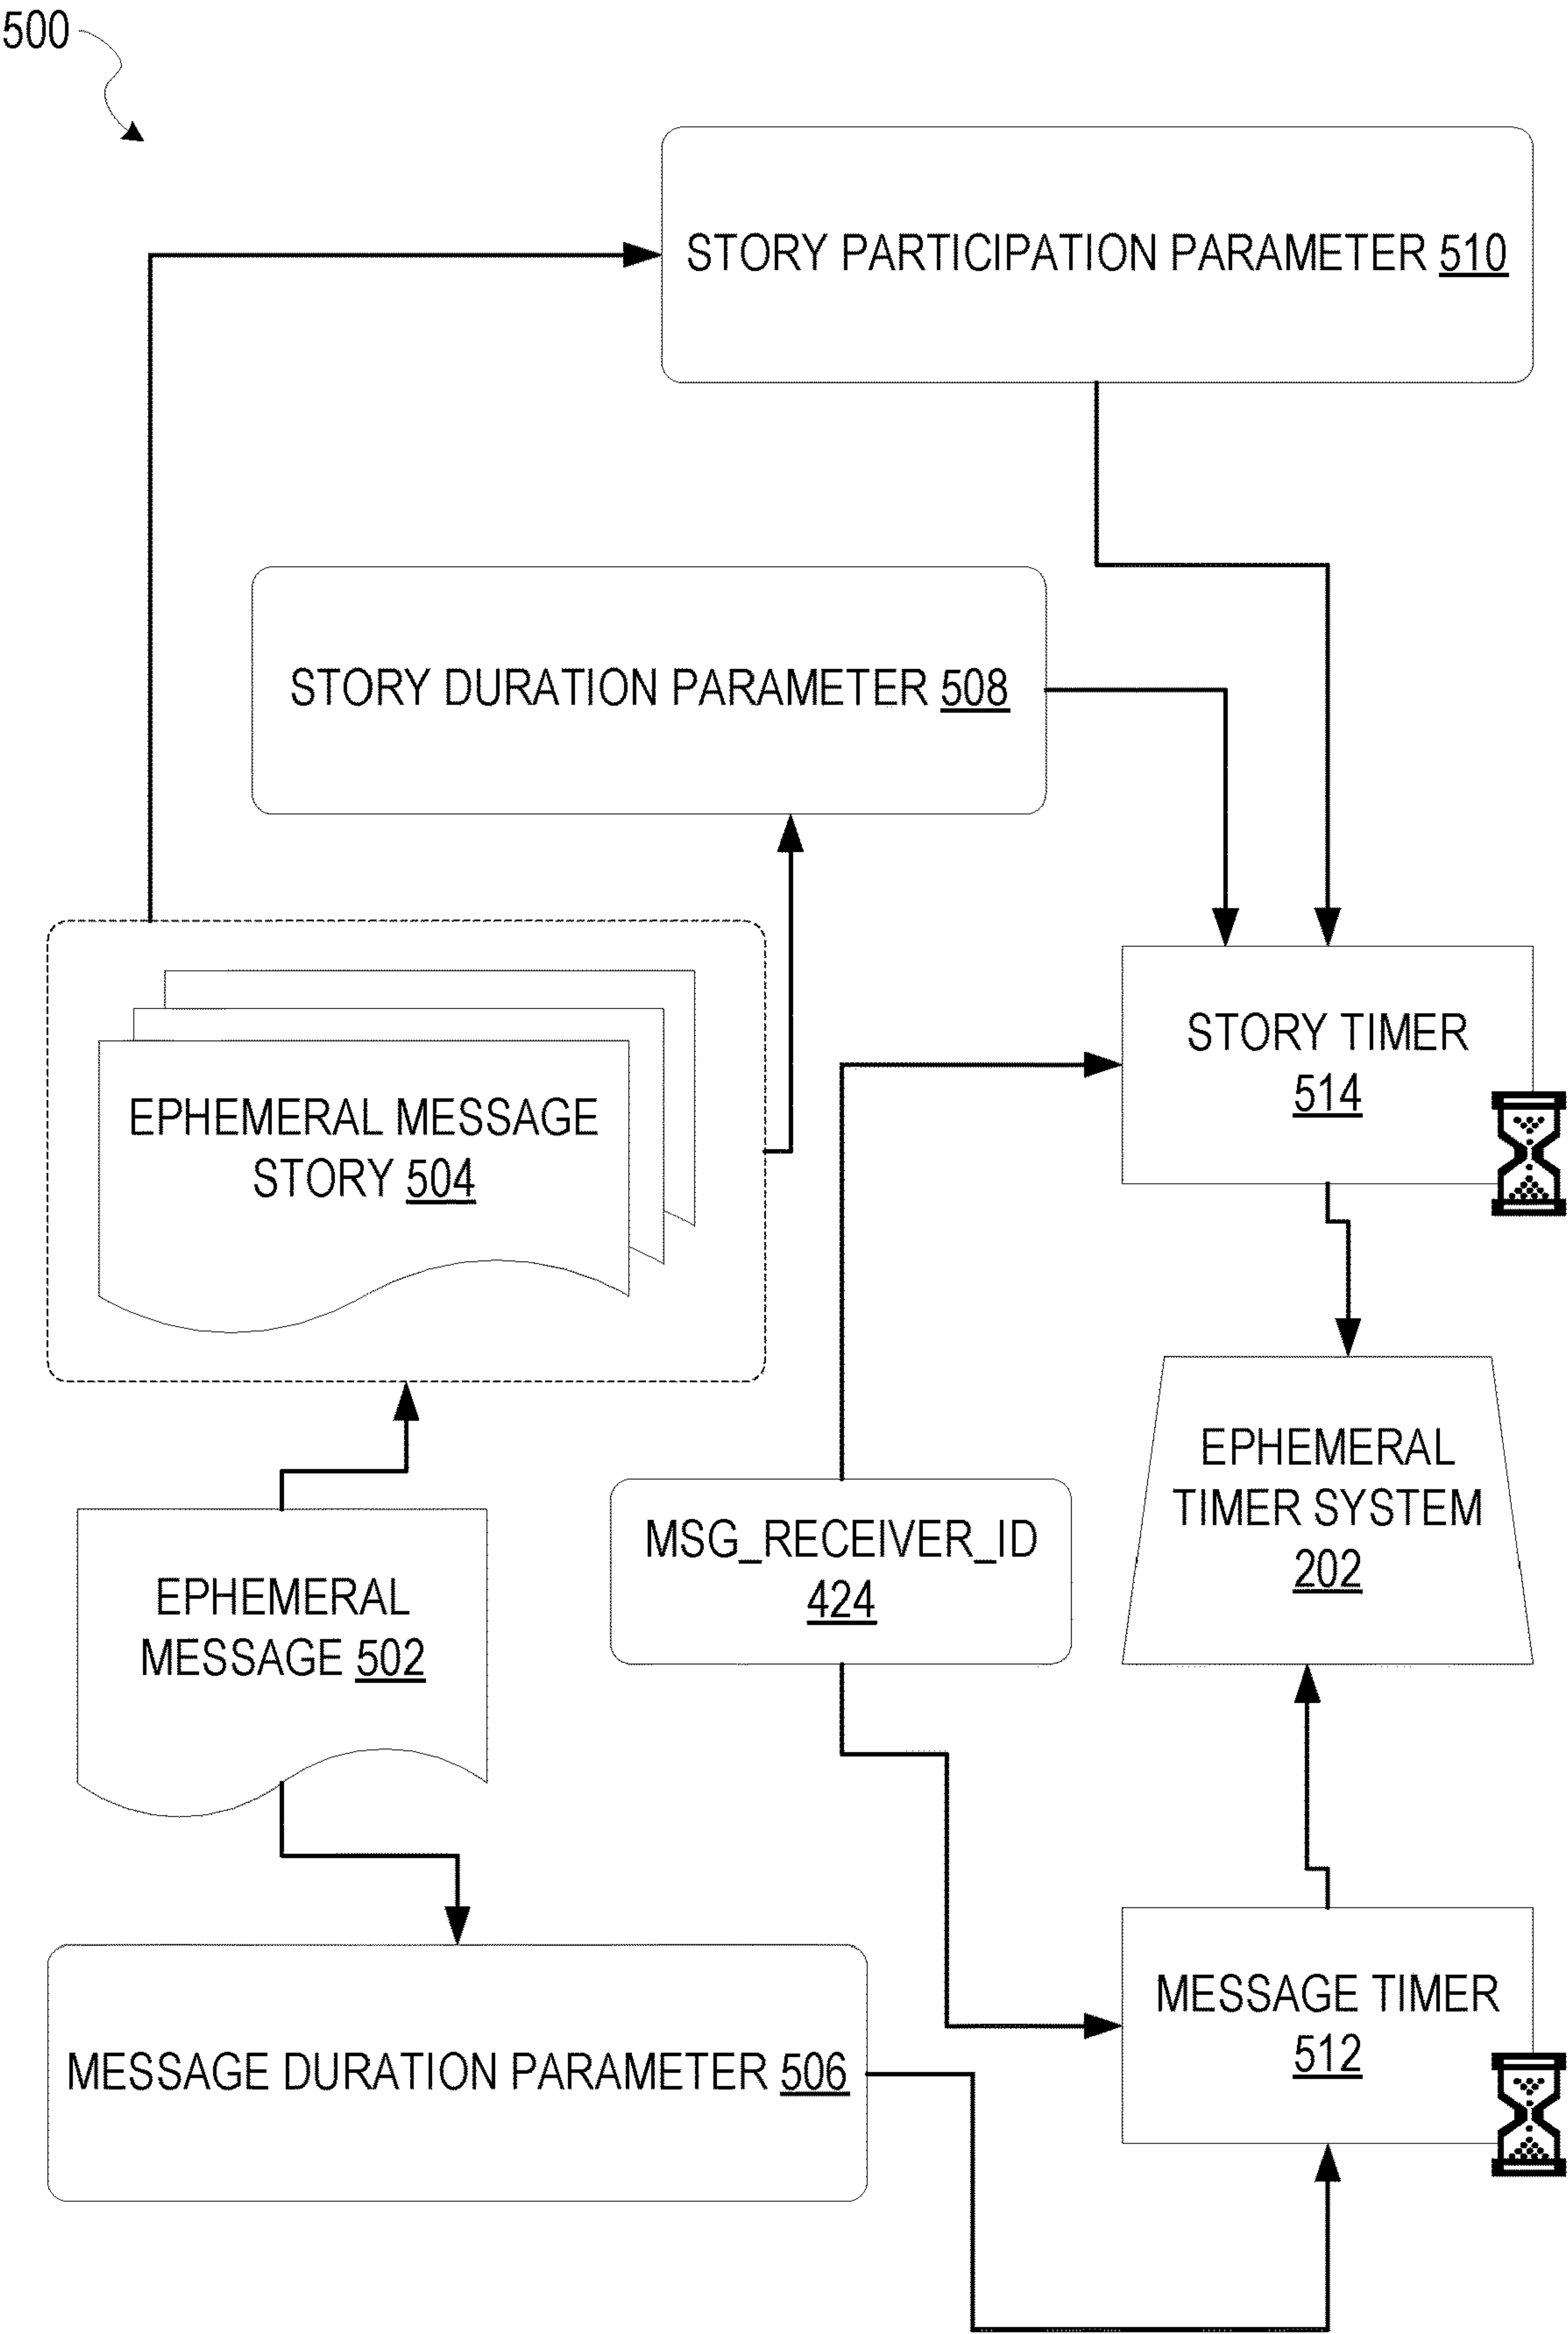 500
STORY PARTICIPATION PARAMETER 510
STORY DURATION PARAMETER 508
STORY TIMER
514
EPHEMERAL MESSAGE
STORY 504
EPHEMERAL
TIMER SYSTEM
202
MSG_RECEIVER_ID
424
EPHEMERAL
MESSAGE 502
MESSAGE TIMER
512
MESSAGE DURATION PARAMETER 506